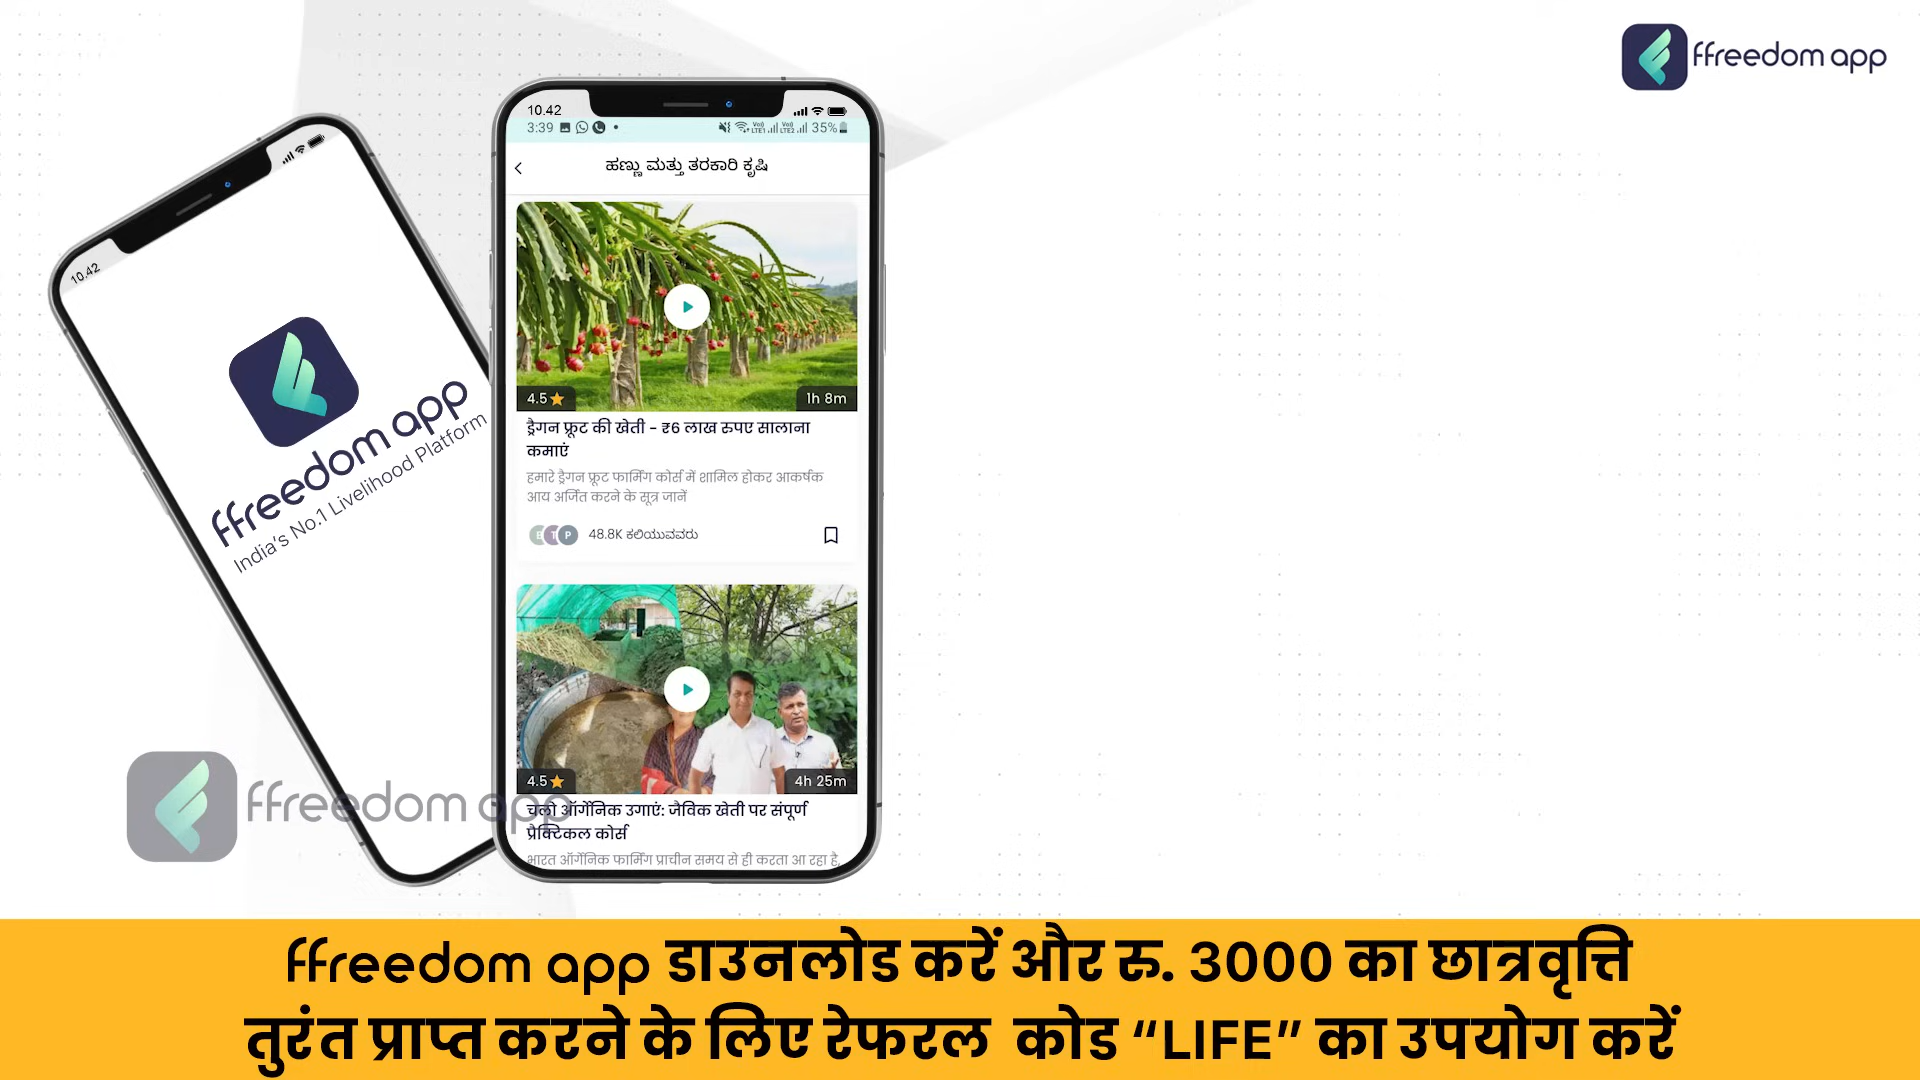 ffreedom app
10.42
ffreedom app
India's No.1 Livelihood Platform
10.42
3:39
35%
ಹಣ್ಣು ಮತ್ತು ತರಕಾರಿ ಕೃಷಿ
4.5
1h 8m
ड्रैगन फ्रूट की खेती - ₹6 लाख रुपए सालाना
कमाएं
हमारे ड्रैगन फ्रूट फार्मिंग कोर्स में शामिल होकर आकर्षक
आय अर्जित करने के सूत्र जानें
E T P 48.8K ಕಲಿಯುವವರು
4.5
4h 25m
चलो ऑर्गेनिक उगाएं: जैविक खेती पर संपूर्ण
प्रैक्टिकल कोर्स
भारत ऑर्गेनिक फार्मिंग प्राचीन समय से ही करता आ रहा है,
ffreedom app
ffreedom app डाउनलोड करें और रु. 3000 का छात्रवृत्ति
तुरंत प्राप्त करने के लिए रेफरल कोड “LIFE” का उपयोग करें